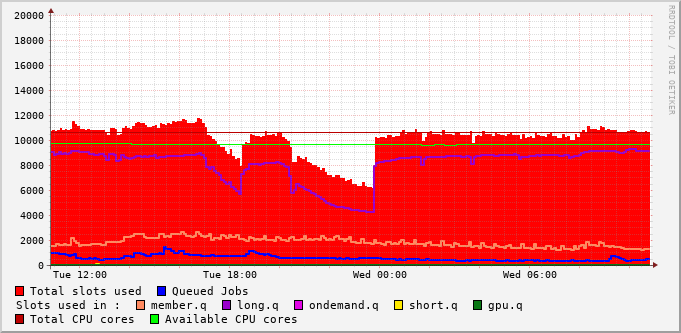 RRDTOOL / TOBI OETIKER
20000
18000
16000
14000
12000
10000
8000
6000
4000
2000
0
Tue 12:00 Tue 18:00 Wed 00:00 Wed 06:00
Total slots used Queued Jobs
Slots used in : member.q long.q ondemand.q short.q gpu.q
Total CPU cores Available CPU cores